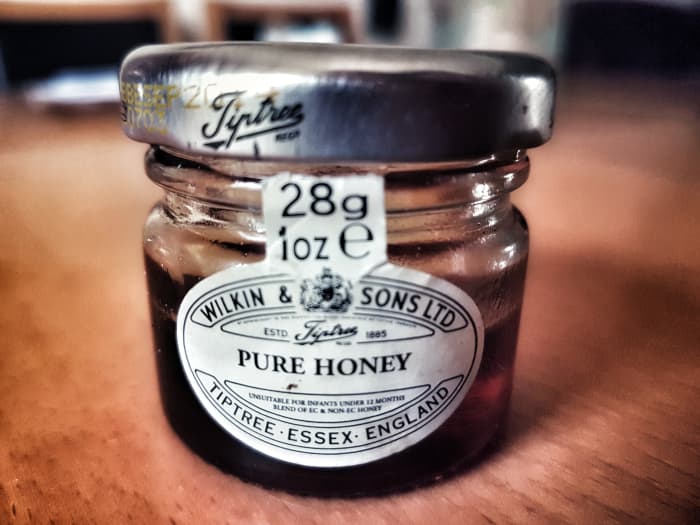 Tiptree
28g
1oz e
WILKIN & SONS LTD
ESTD. Tiptree 1885
PURE HONEY
UNSUITABLE FOR INFANTS UNDER 12 MONTHS
BLEND OF EC & NON-EC HONEY
TIPTREE · ESSEX · ENGLAND